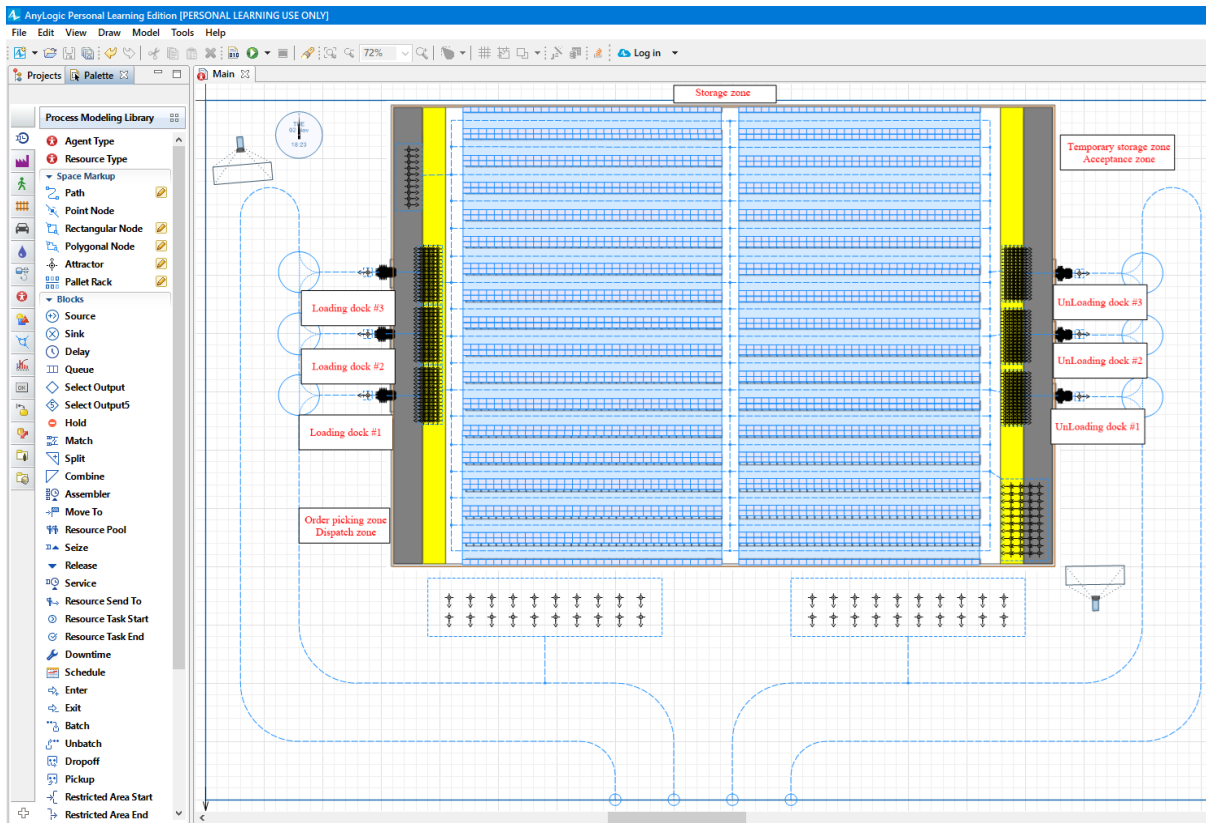 AnyLogic Personal Learning Edition [PERSONAL LEARNING USE ONLY]
File Edit View Draw Model Tools Help
72%
Log in
Projects
Palette
Main
Process Modeling Library
Agent Type
Resource Type
Space Markup
Path
Point Node
Rectangular Node
Polygonal Node
Attractor
Pallet Rack
Blocks
Source
Sink
Delay
Queue
Select Output
Select Output5
Hold
Match
Split
Combine
Assembler
Move To
Resource Pool
Seize
Release
Service
Resource Send To
Resource Task Start
Resource Task End
Downtime
Schedule
Enter
Exit
Batch
Unbatch
Dropoff
Pickup
Restricted Area Start
Restricted Area End
Storage zone
Temporary storage zone
Acceptance zone
Loading dock #3
Loading dock #2
Loading dock #1
UnLoading dock #3
UnLoading dock #2
UnLoading dock #1
Order picking zone
Dispatch zone